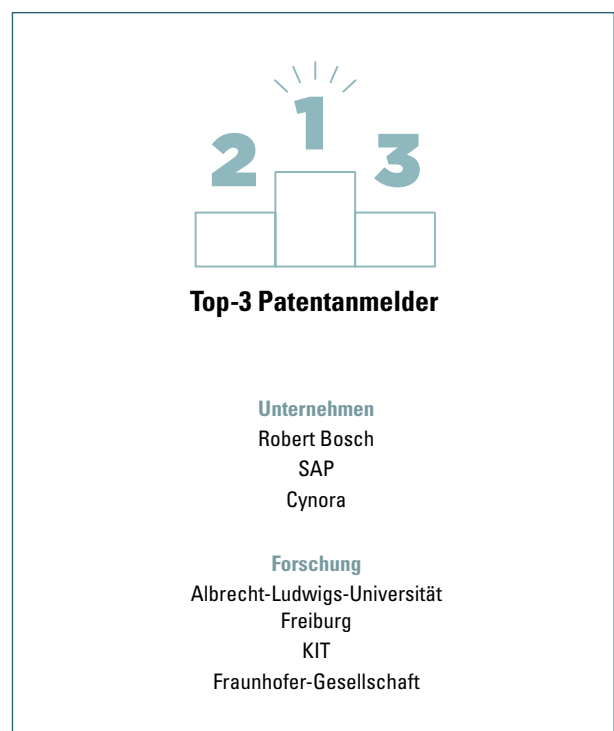 1
2
3
Top-3 Patentanmelder
Unternehmen
Robert Bosch
SAP
Cynora
Forschung
Albrecht-Ludwigs-Universität
Freiburg
KIT
Fraunhofer-Gesellschaft